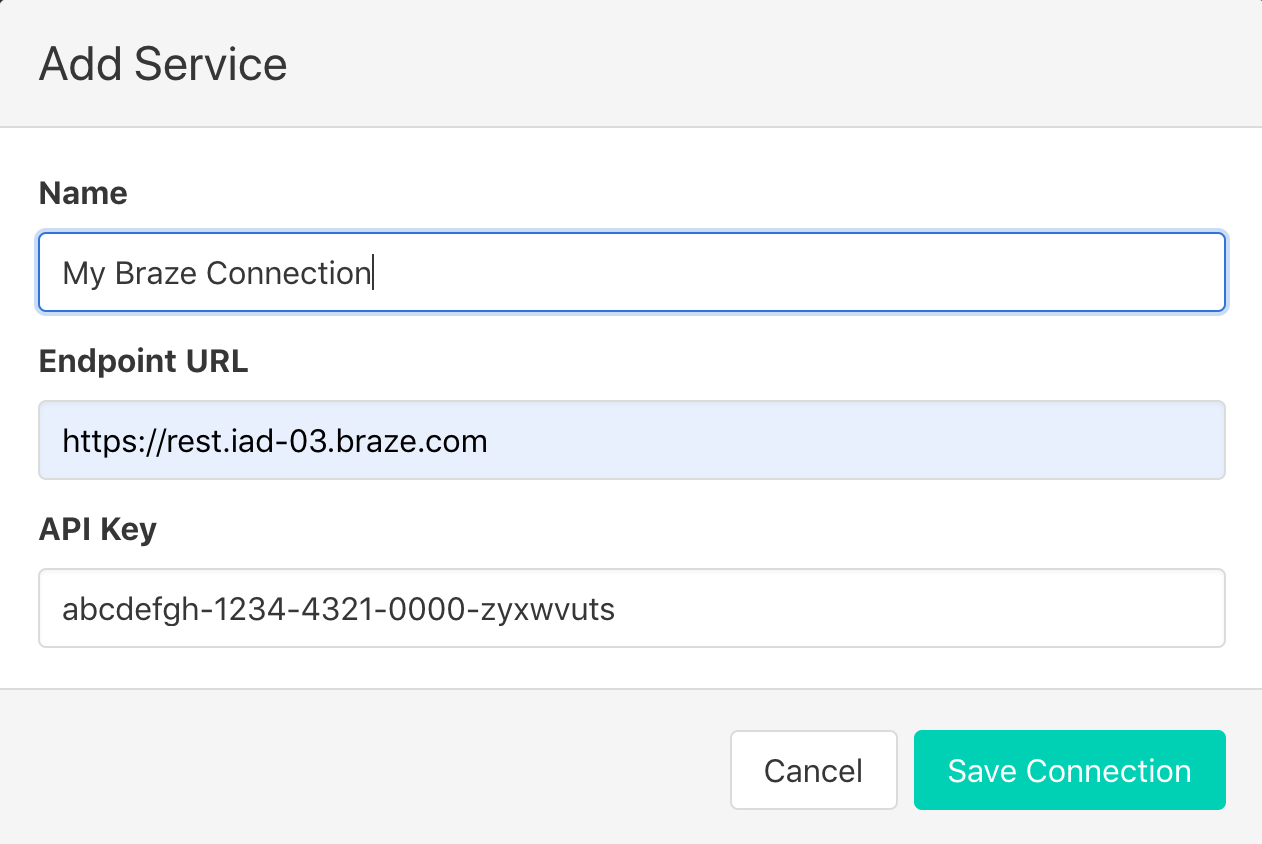 Add Service
Name
My Braze Connection
Endpoint URL
https://rest.iad-03.braze.com
API Key
abcdefgh-1234-4321-0000-zyxwvuts
Cancel
Save Connection